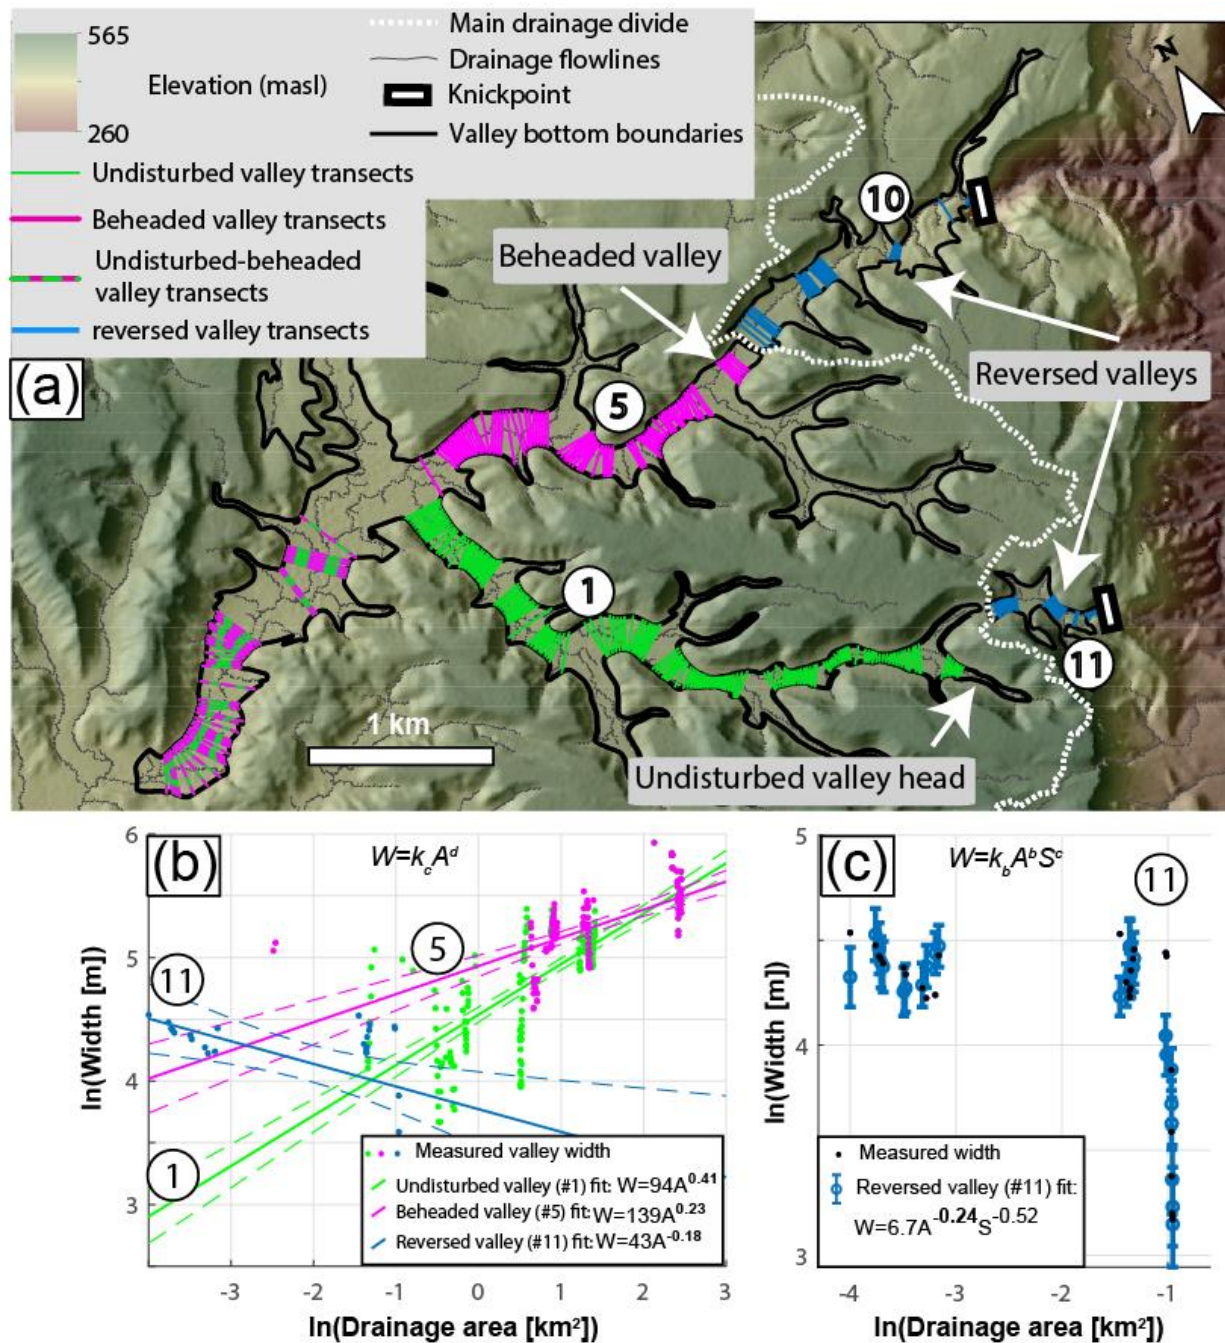 565
Elevation (masl)
260
Undisturbed valley transects
Beheaded valley transects
Undisturbed-beheaded
valley transects
reversed valley transects
Main drainage divide
Drainage flowlines
Knickpoint
Valley bottom boundaries
N
(a)
10
Beheaded valley
Reversed valleys
5
1
11
1 km
Undisturbed valley head
(b)
W=k_cA^d
6
5
4
3
ln(Width [m])
5
11
1
Measured valley width
Undisturbed valley (#1) fit: W=94A^0.41
Beheaded valley (#5) fit: W=139A^0.23
Reversed valley (#11) fit: W=43A^-0.18
-3 -2 -1 0 1 2 3
ln(Drainage area [km²])
(c)
W=k_bA^bS^c
11
5
4
3
ln(Width [m])
Measured width
Reversed valley (#11) fit:
W=6.7A^-0.24S^-0.52
-4 -3 -2 -1
ln(Drainage area [km²])